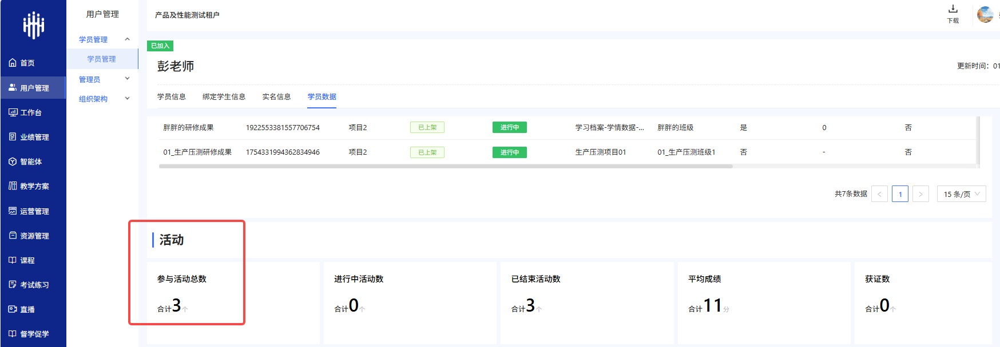 用户管理
产品及性能测试租户
下载
学员管理
学员管理
管理员
组织架构
首页
用户管理
工作台
业绩管理
智能体
教学方案
运营管理
资源管理
课程
考试练习
直播
督学促学
已加入
彭老师
更新时间：01
学员信息 绑定学生信息 实名信息 学员数据
胖胖的研修成果 1922553381557706754 项目2 已上架 进行中 学习档案-学情数据-... 胖胖的班级 是 0 否
01_生产压测研修成果 1754331994362834946 项目2 已上架 进行中 生产压测项目01 01_生产压测班级1 否 - 否
共7条数据 < 1 > 15 条/页
活动
参与活动总数 进行中活动数 已结束活动数 平均成绩 获证数
合计3个 合计0个 合计3个 合计11分 合计0个